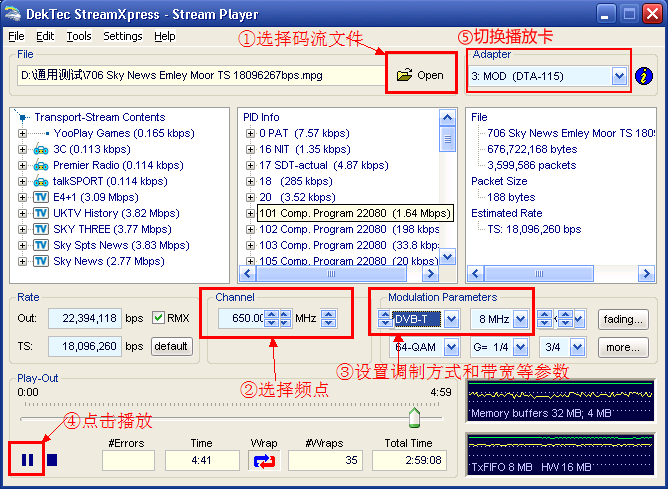 DekTec StreamXpress - Stream Player
File Edit Tools Settings Help
①选择码流文件
⑤切换播放卡
File
D:\通用测试\706 Sky News Emley Moor TS 18096267bps.mpg
Open
Adapter
3: MOD (DTA-115)
Transport-Stream Contents
YooPlay Games (0.165 kbps)
3C (0.113 kbps)
Premier Radio (0.114 kbps)
talkSPORT (0.114 kbps)
E4+1 (3.09 Mbps)
UKTV History (3.82 Mbps)
SKY THREE (3.77 Mbps)
Sky Spts News (3.83 Mbps)
Sky News (2.77 Mbps)
PID Info
0 PAT (7.57 kbps)
16 NIT (1.35 kbps)
17 SDT-actual (4.87 kbps)
18 (285 kbps)
20 (3.52 kbps)
101 Comp. Program 22080 (1.64 Mbps)
102 Comp. Program 22080 (198 kbps)
103 Comp. Program 22080 (33.8 kbp
105 Comp. Program 22080 (20 kbps)
File
706 Sky News Emley Moor TS 18
676,722,168 bytes
3,599,586 packets
Packet Size
188 bytes
Estimated Rate
TS: 18,096,260 bps
Rate
Out: 22,394,118 bps RMX
TS: 18,096,260 bps default
Channel
650.00 MHz
Modulation Parameters
DVB-T 8 MHz
64-QAM G= 1/4 3/4
fading...
more...
②选择频点
③设置调制方式和带宽等参数
Play-Out
0:00 4:59
④点击播放
#Errors Time Wrap #Wraps Total Time
4:41 35 2:59:08
Memory buffers 32 MB; 4 MB
TxFIFO 8 MB HW 16 MB